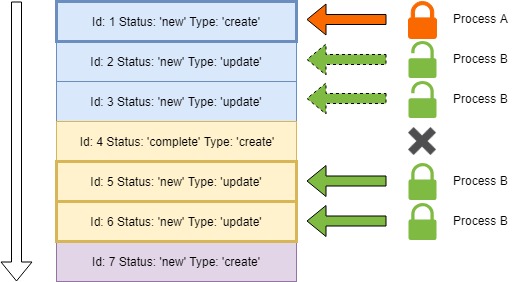 Id: 1 Status: 'new' Type: 'create' Process A
Id: 2 Status: 'new' Type: 'update' Process B
Id: 3 Status: 'new' Type: 'update' Process B
Id: 4 Status: 'complete' Type: 'create'
Id: 5 Status: 'new' Type: 'update' Process B
Id: 6 Status: 'new' Type: 'update' Process B
Id: 7 Status: 'new' Type: 'create'